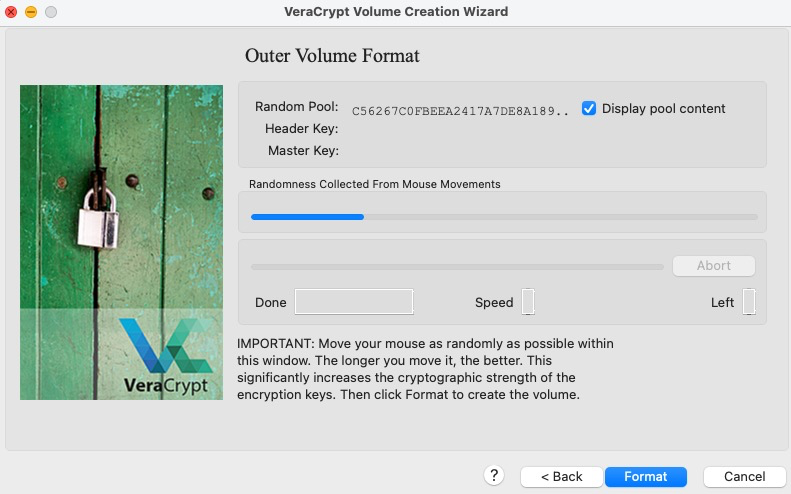 VeraCrypt Volume Creation Wizard
Outer Volume Format
Random Pool: C56267C0FBEEA2417A7DE8A189.. Display pool content
Header Key:
Master Key:
Randomness Collected From Mouse Movements
Abort
Done Speed Left
IMPORTANT: Move your mouse as randomly as possible within
this window. The longer you move it, the better. This
significantly increases the cryptographic strength of the
encryption keys. Then click Format to create the volume.
VeraCrypt
? < Back Format Cancel